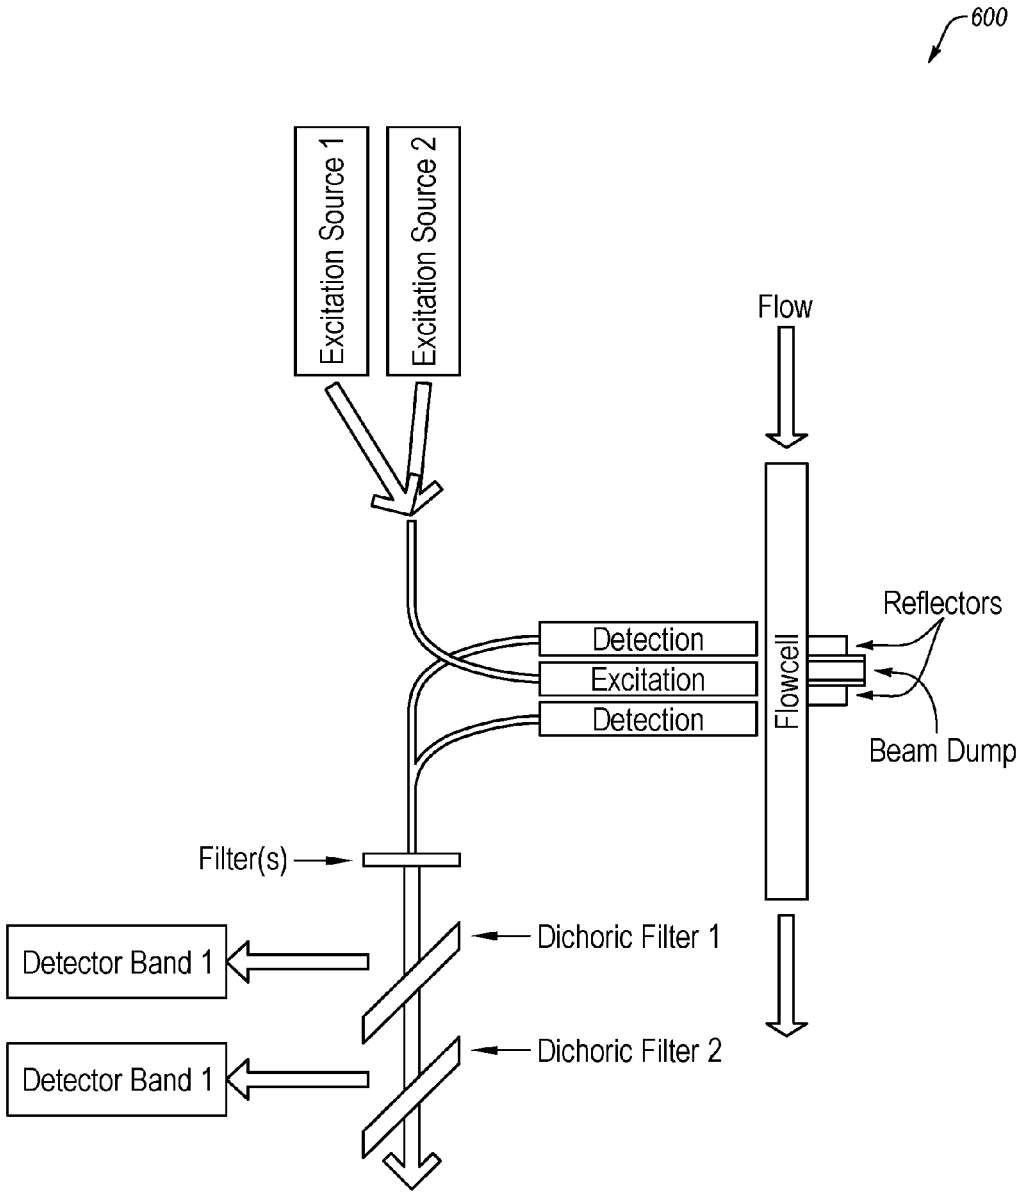 600
Excitation Source 1
Excitation Source 2
Flow
Reflectors
Detection
Excitation
Detection
Flowcell
Beam Dump
Filter(s)
Dichoric Filter 1
Detector Band 1
Dichoric Filter 2
Detector Band 1